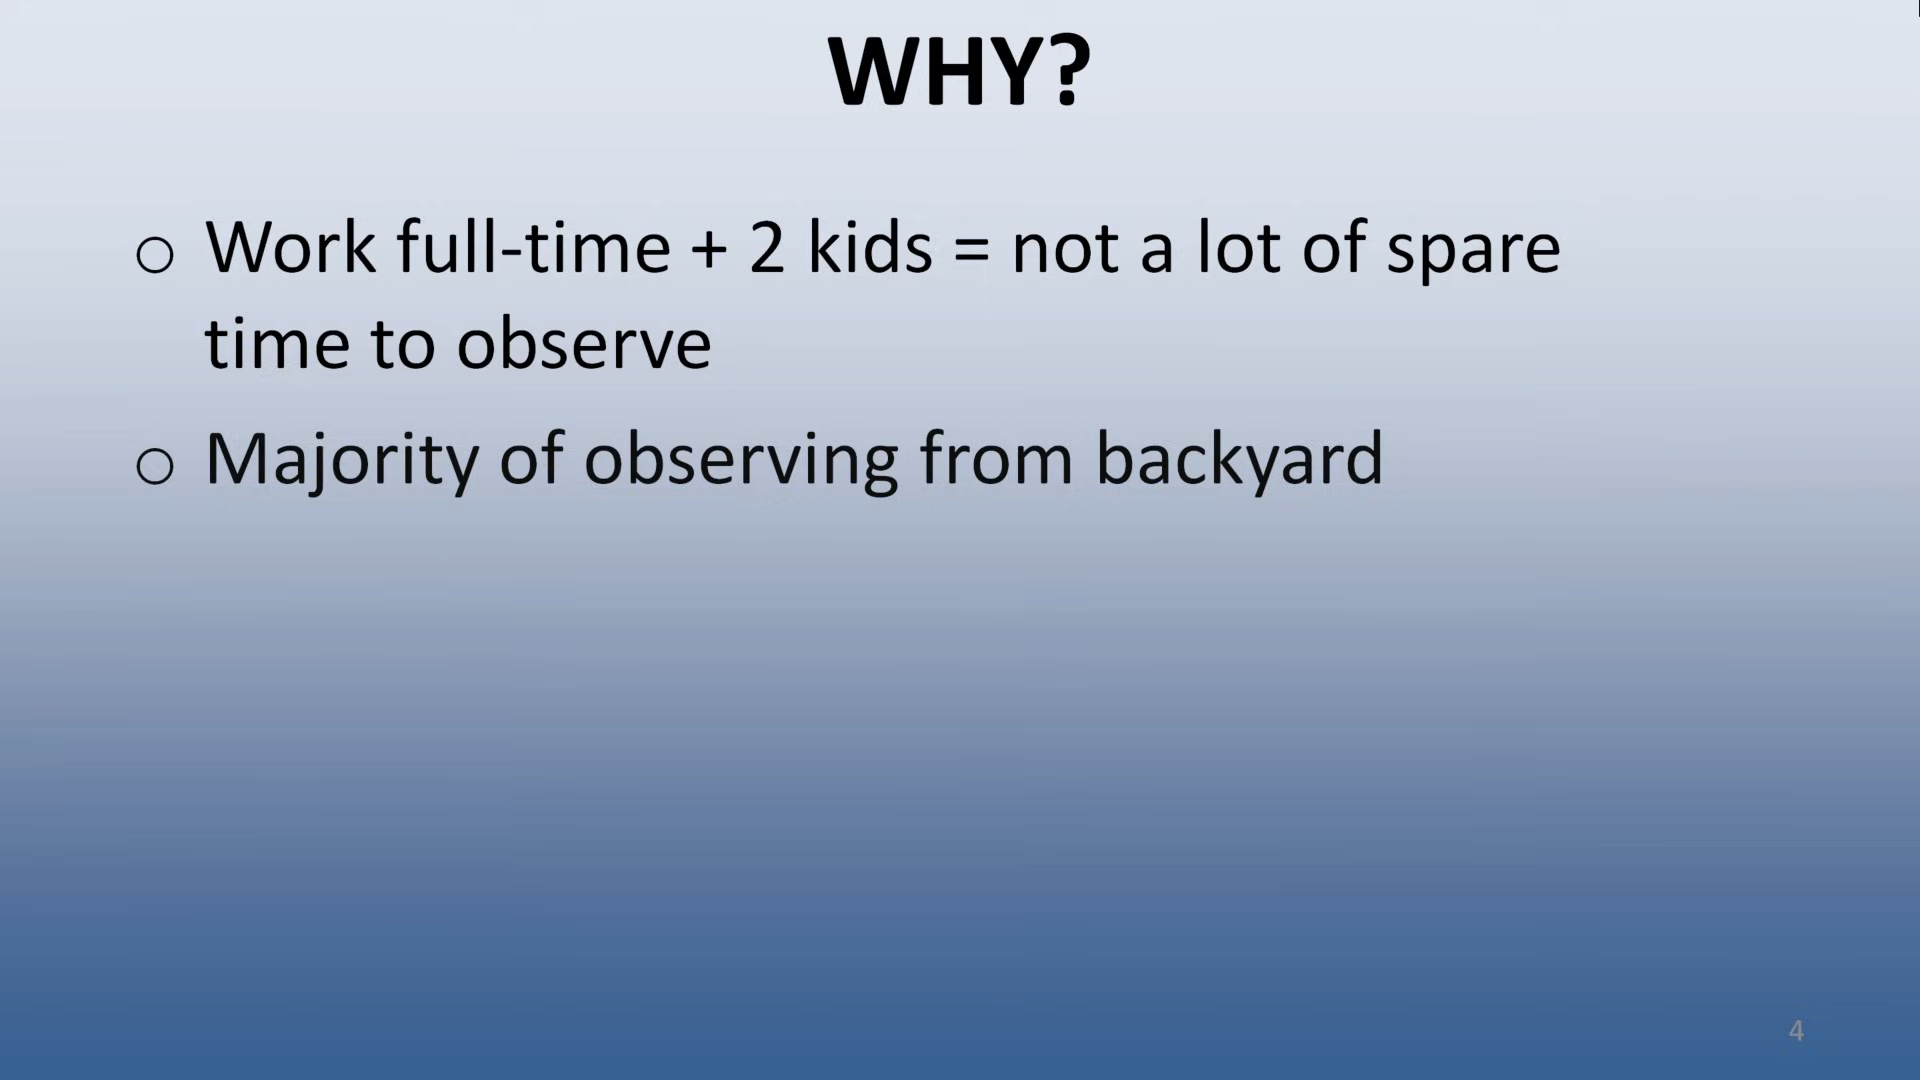 WHY?
○ Work full-time + 2 kids = not a lot of spare
time to observe
○ Majority of observing from backyard
4